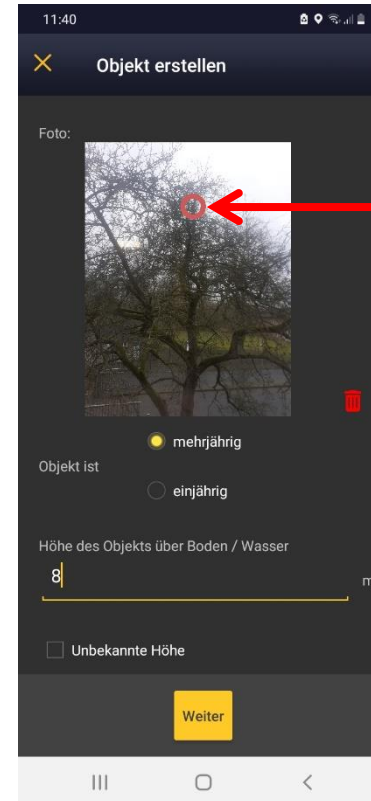 11:40
Objekt erstellen
Foto:
mehrjährig
Objekt ist
einjährig
Höhe des Objekts über Boden / Wasser
8
m
Unbekannte Höhe
Weiter